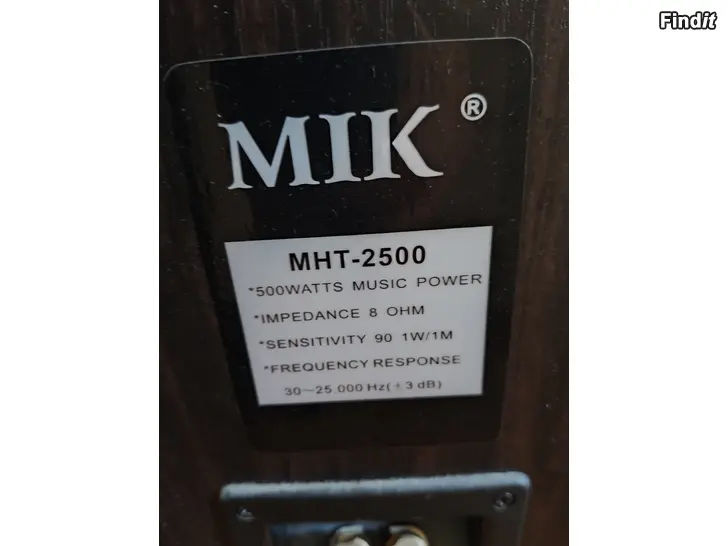 Findit
MIK ®
MHT-2500
*500WATTS MUSIC POWER
*IMPEDANCE 8 OHM
*SENSITIVITY 90 1W/1M
*FREQUENCY RESPONSE
30~25 000 Hz(±3 dB)